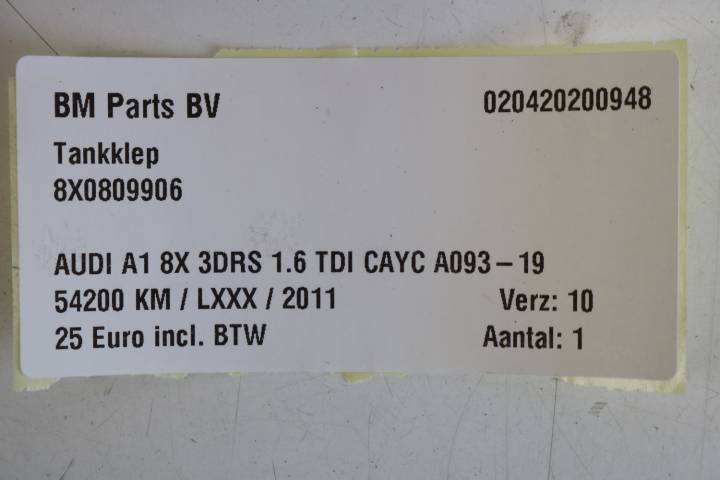 BM Parts BV 020420200948
Tankklep
8X0809906
AUDI A1 8X 3DRS 1.6 TDI CAYC A093-19
54200 KM / LXXX / 2011 Verz: 10
25 Euro incl. BTW Aantal: 1